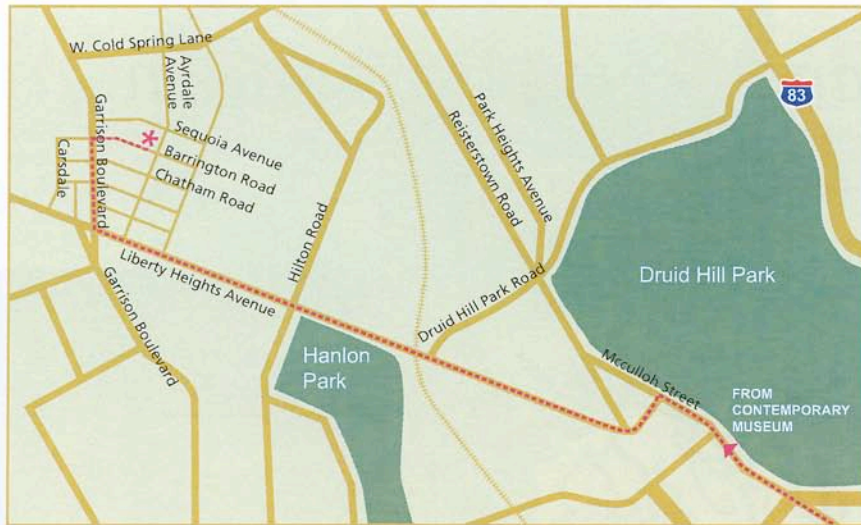 W. Cold Spring Lane
83
Ayrdale
Avenue
Garrison Boulevard
Sequoia Avenue
Barrington Road
Chatham Road
Carsdale
Reisterstown Road
Park Heights Avenue
Hilton Road
Liberty Heights Avenue
Garrison Boulevard
Druid Hill Park Road
Druid Hill Park
Hanlon
Park
Mcculloh Street
FROM
CONTEMPORARY
MUSEUM